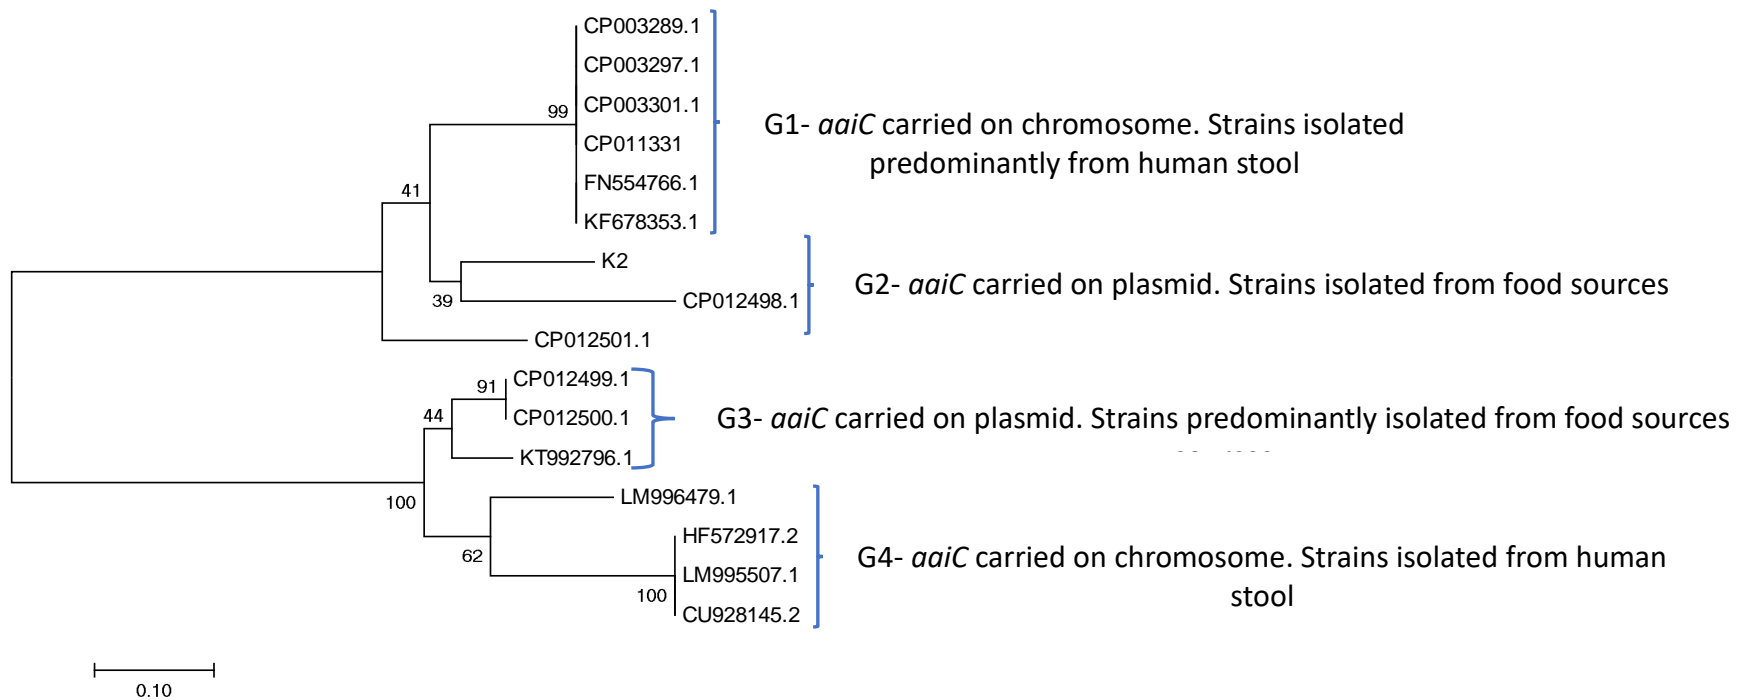 CP003289.1
CP003297.1
CP003301.1
CP011331
FN554766.1
KF678353.1
K2
CP012498.1
CP012501.1
CP012499.1
CP012500.1
KT992796.1
LM996479.1
HF572917.2
LM995507.1
CU928145.2
99
41
39
91
44
100
62
100
0.10
G1- aaiC carried on chromosome. Strains isolated
predominantly from human stool
G2- aaiC carried on plasmid. Strains isolated from food sources
G3- aaiC carried on plasmid. Strains predominantly isolated from food sources
G4- aaiC carried on chromosome. Strains isolated from human
stool